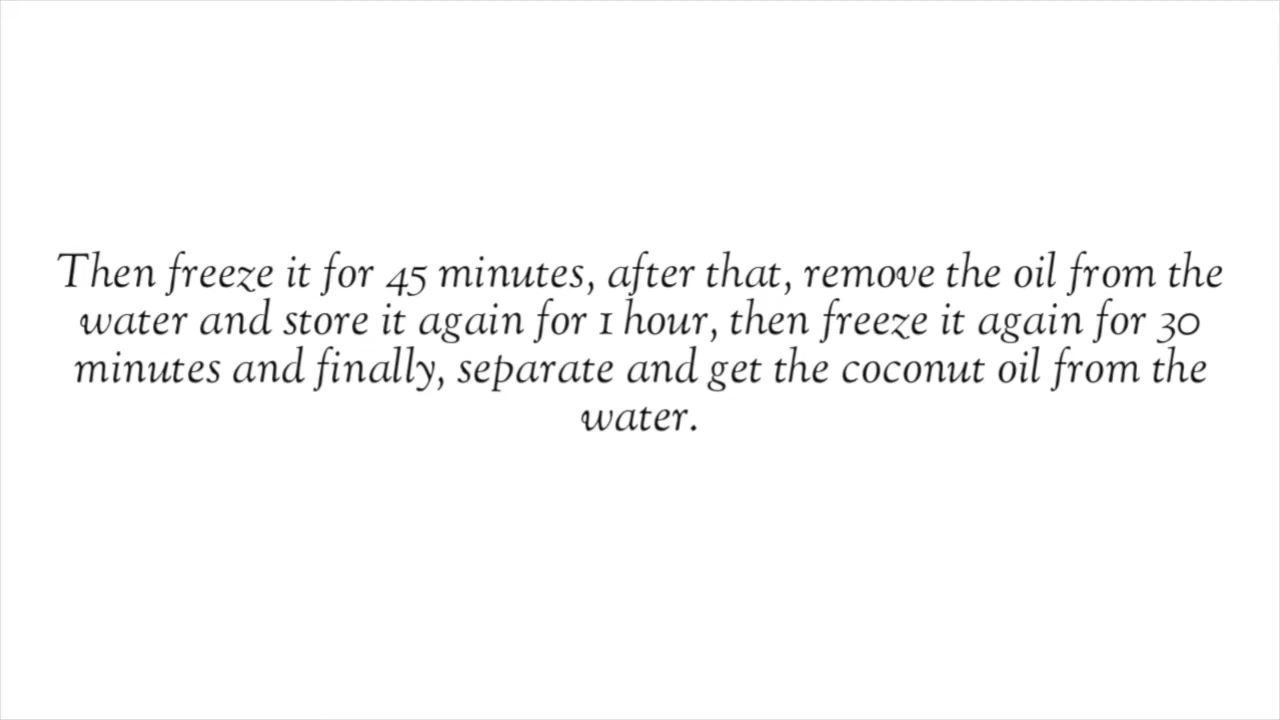 Then freeze it for 45 minutes, after that, remove the oil from the
water and store it again for 1 hour, then freeze it again for 30
minutes and finally, separate and get the coconut oil from the
water.